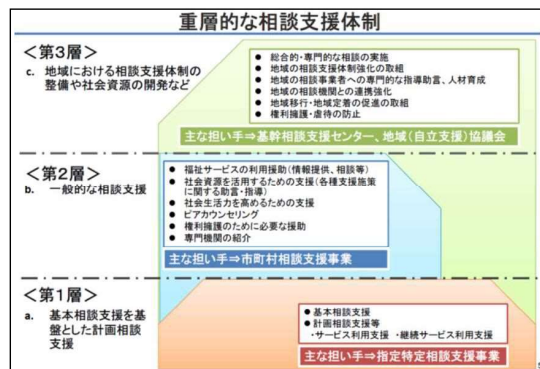 重層的な相談支援体制
＜第3層＞
c. 地域における相談支援体制の
整備や社会資源の開発など
● 総合的・専門的な相談の実施
● 地域の相談支援体制強化の取組
● 地域の相談事業者への専門的な指導助言、人材育成
● 地域の相談機関との連携強化
● 地域移行・地域定着の促進の取組
● 権利擁護・虐待の防止
主な担い手⇒基幹相談支援センター、地域(自立支援)協議会
＜第2層＞
b. 一般的な相談支援
● 福祉サービスの利用援助(情報提供、相談等)
● 社会資源を活用するための支援(各種支援施策
に関する助言・指導)
● 社会生活力を高めるための支援
● ピアカウンセリング
● 権利擁護のために必要な援助
● 専門機関の紹介
主な担い手⇒市町村相談支援事業
＜第1層＞
a. 基本相談支援を基
盤とした計画相談
支援
● 基本相談支援
● 計画相談支援等
・サービス利用支援 ・継続サービス利用支援
主な担い手⇒指定特定相談支援事業